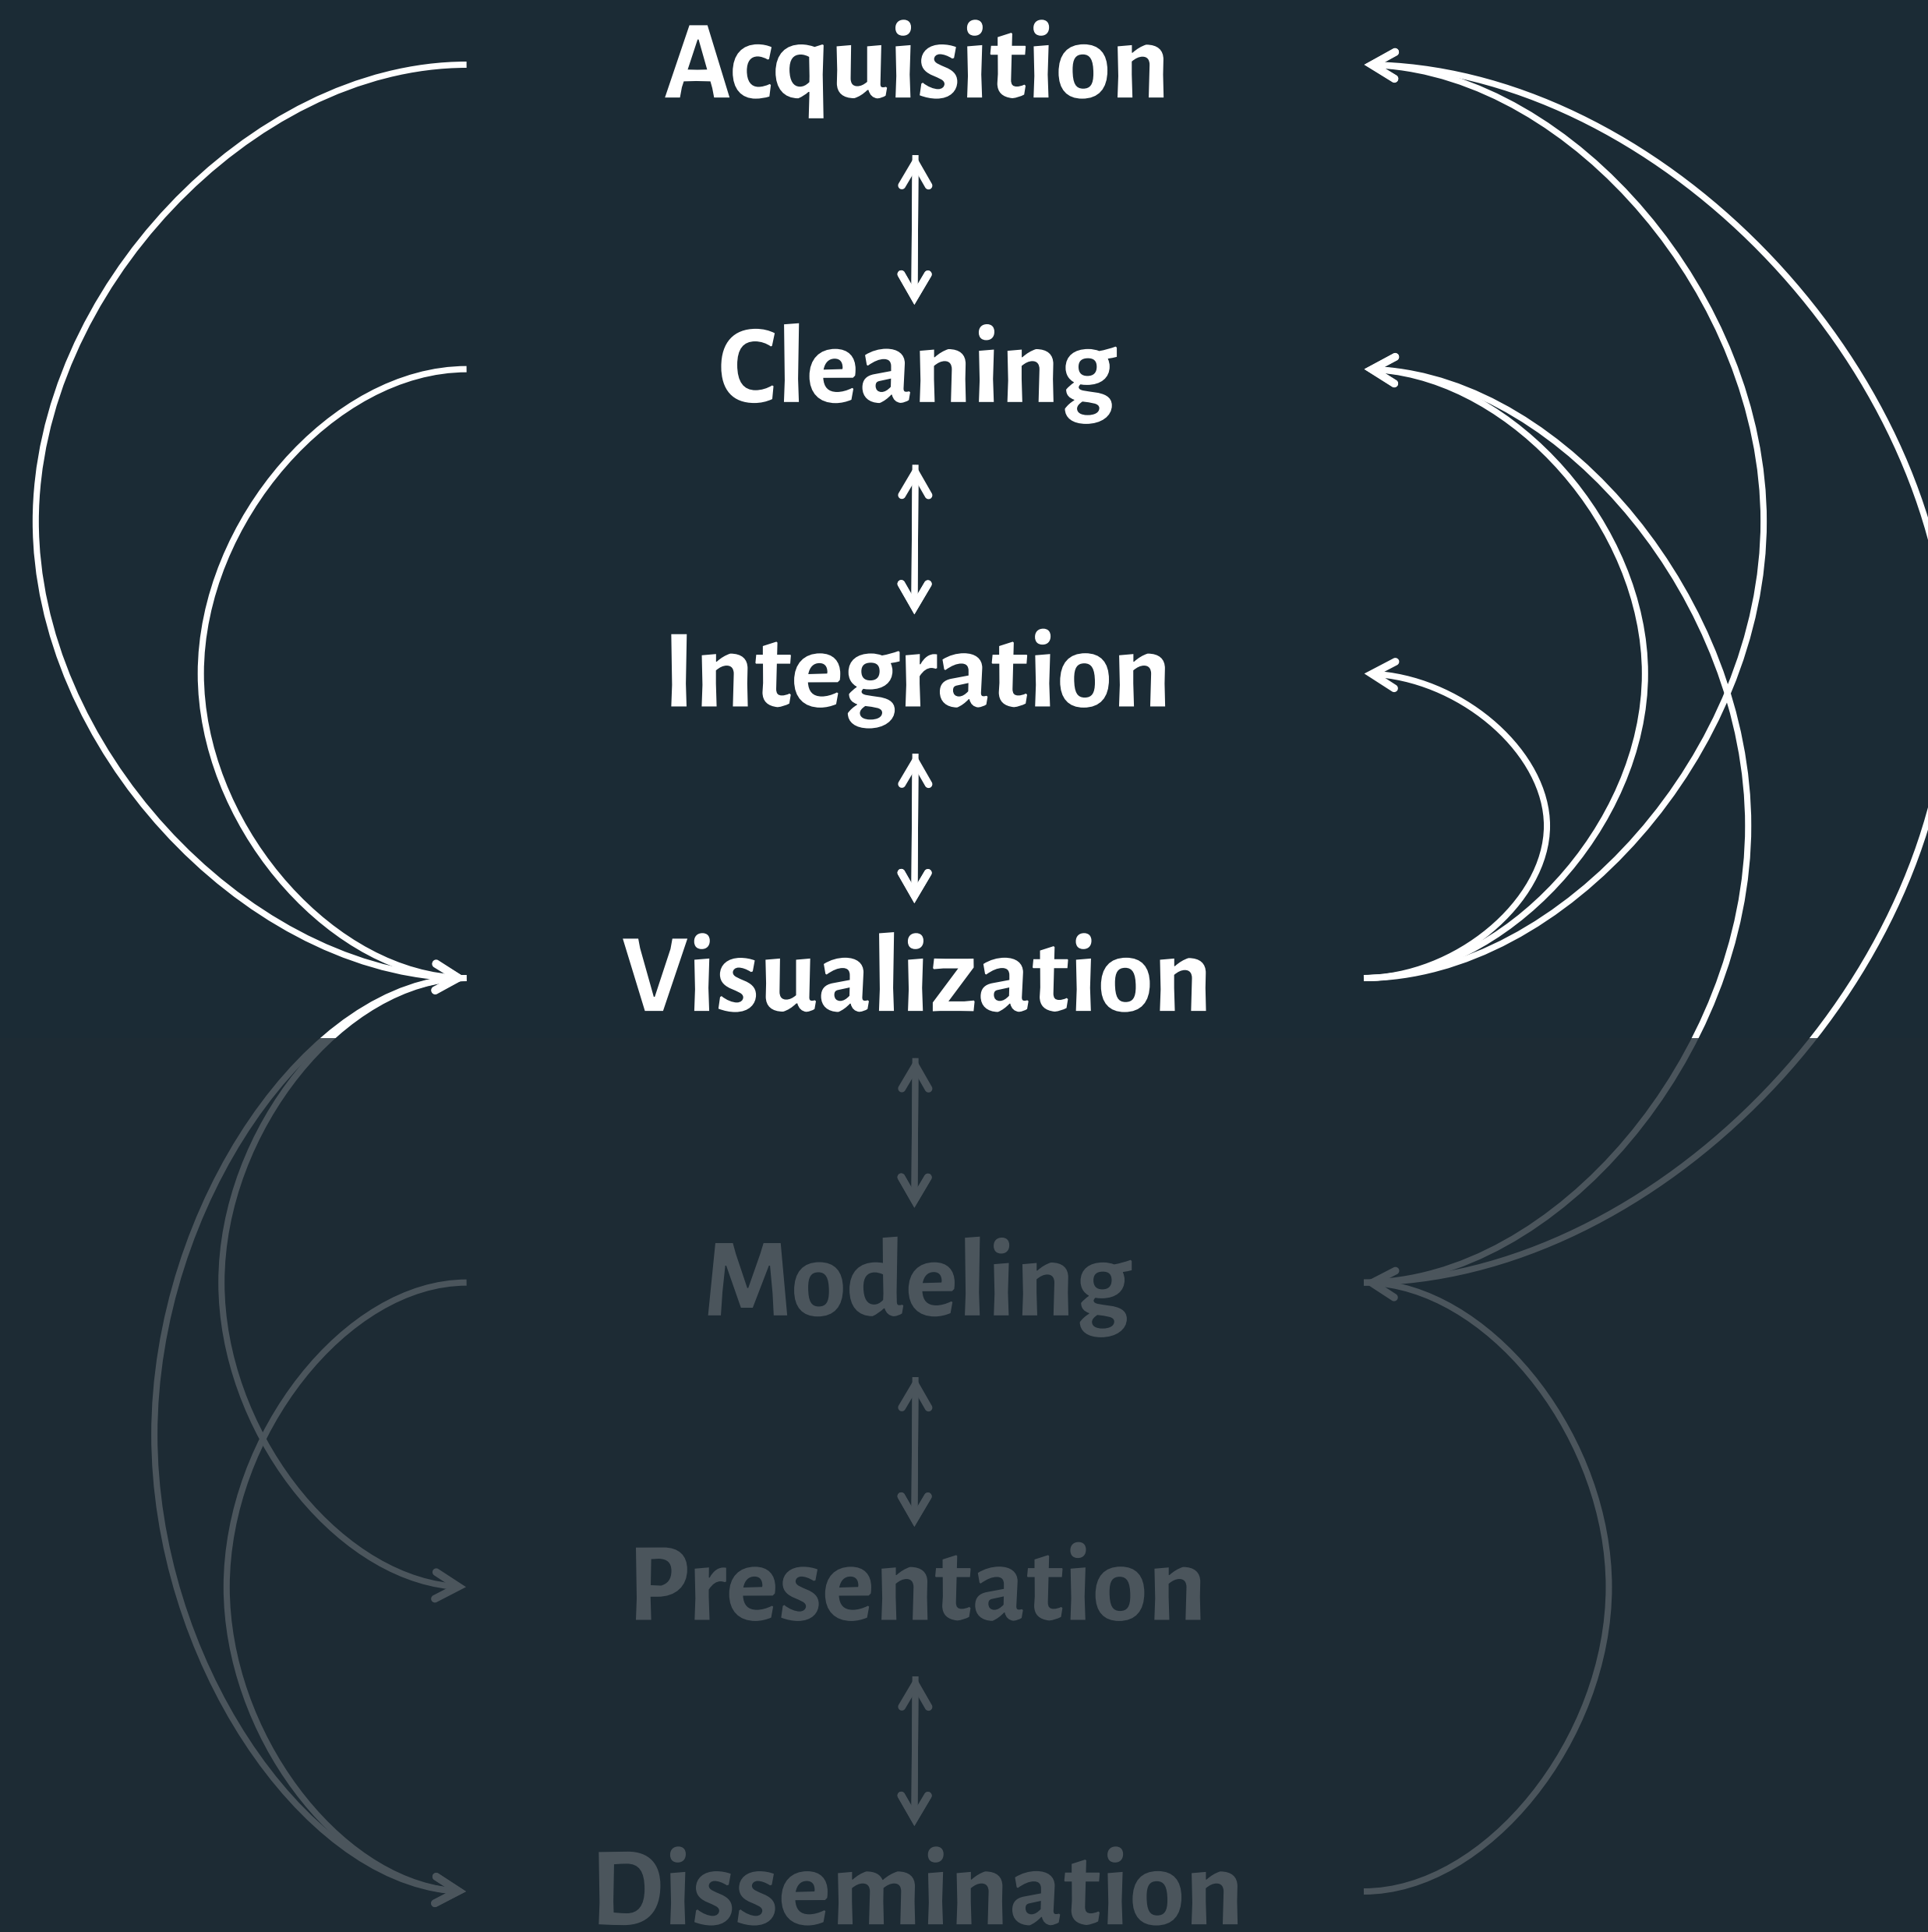 Acquisition
Cleaning
Integration
Visualization
Modeling
Presentation
Dissemination